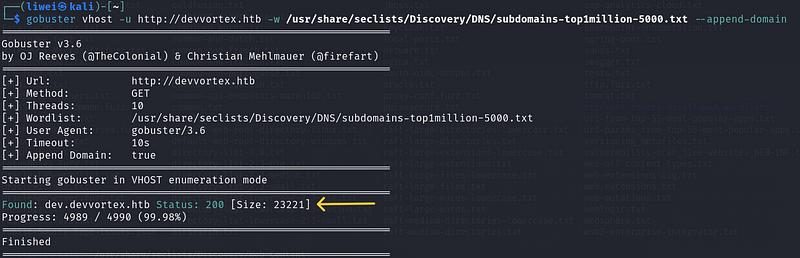 ┌──(liwei㉿kali)-[~]
└─$ gobuster vhost -u http://devvortex.htb -w /usr/share/seclists/Discovery/DNS/subdomains-top1million-5000.txt --append-domain
===============================================================
Gobuster v3.6
by OJ Reeves (@TheColonial) & Christian Mehlmauer (@firefart)
===============================================================
[+] Url: http://devvortex.htb
[+] Method: GET
[+] Threads: 10
[+] Wordlist: /usr/share/seclists/Discovery/DNS/subdomains-top1million-5000.txt
[+] User Agent: gobuster/3.6
[+] Timeout: 10s
[+] Append Domain: true
===============================================================
Starting gobuster in VHOST enumeration mode
===============================================================
Found: dev.devvortex.htb Status: 200 [Size: 23221]
Progress: 4989 / 4990 (99.98%)
===============================================================
Finished
===============================================================